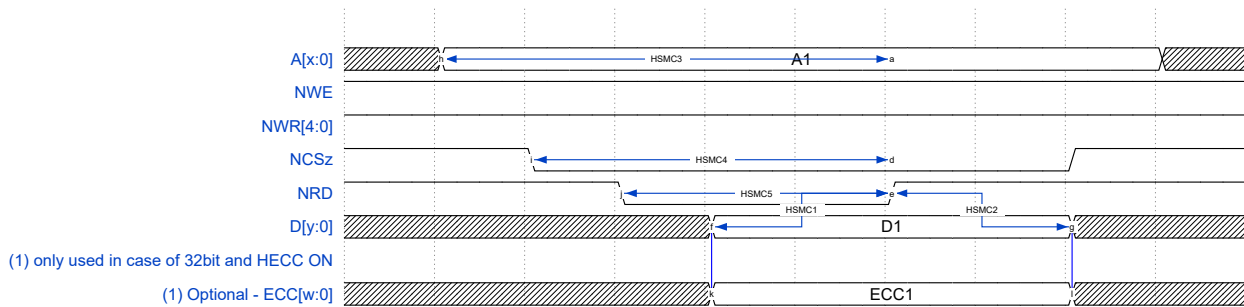 A[x:0] h HSMC3 A1 a
NWE
NWR[4:0]
NCSz i HSMC4 d
NRD j HSMC5 e
HSMC1 HSMC2
D[y:0] f D1 g
(1) only used in case of 32bit and HECC ON
(1) Optional - ECC[w:0] k ECC1 l